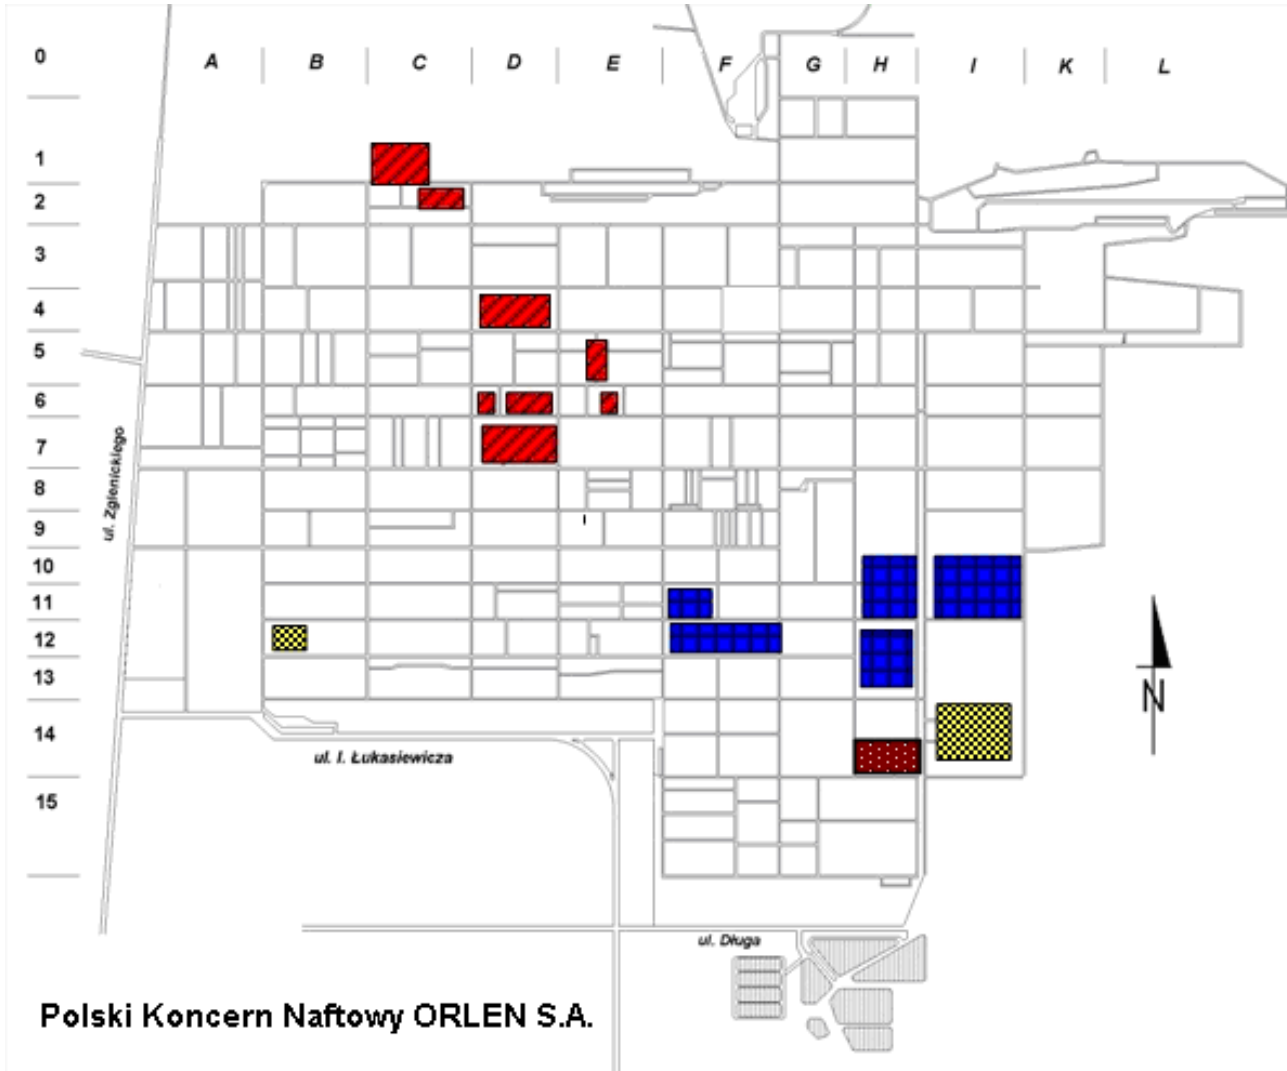 0 A B C D E F G H I K L
1
2
3
4
5
6
7
8
9
10
11
12
13
14
15
ul. Zglenickiego
ul. I. Łukasiewicza
ul. Długa
N
Polski Koncern Naftowy ORLEN S.A.